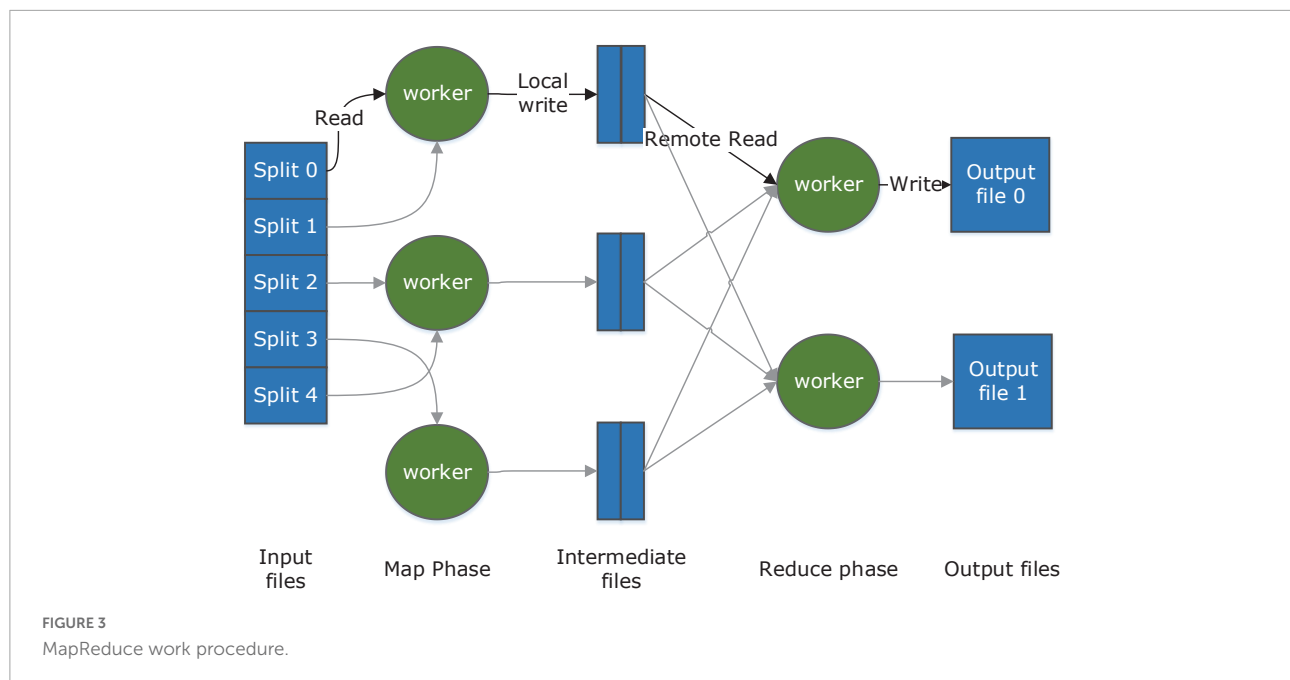 worker
Local
write
Read
Remote Read
Split 0
worker
Write
Output
file 0
Split 1
Split 2
worker
Split 3
worker
Output
file 1
Split 4
worker
Input
files
Map Phase
Intermediate
files
Reduce phase
Output files
FIGURE 3
MapReduce work procedure.